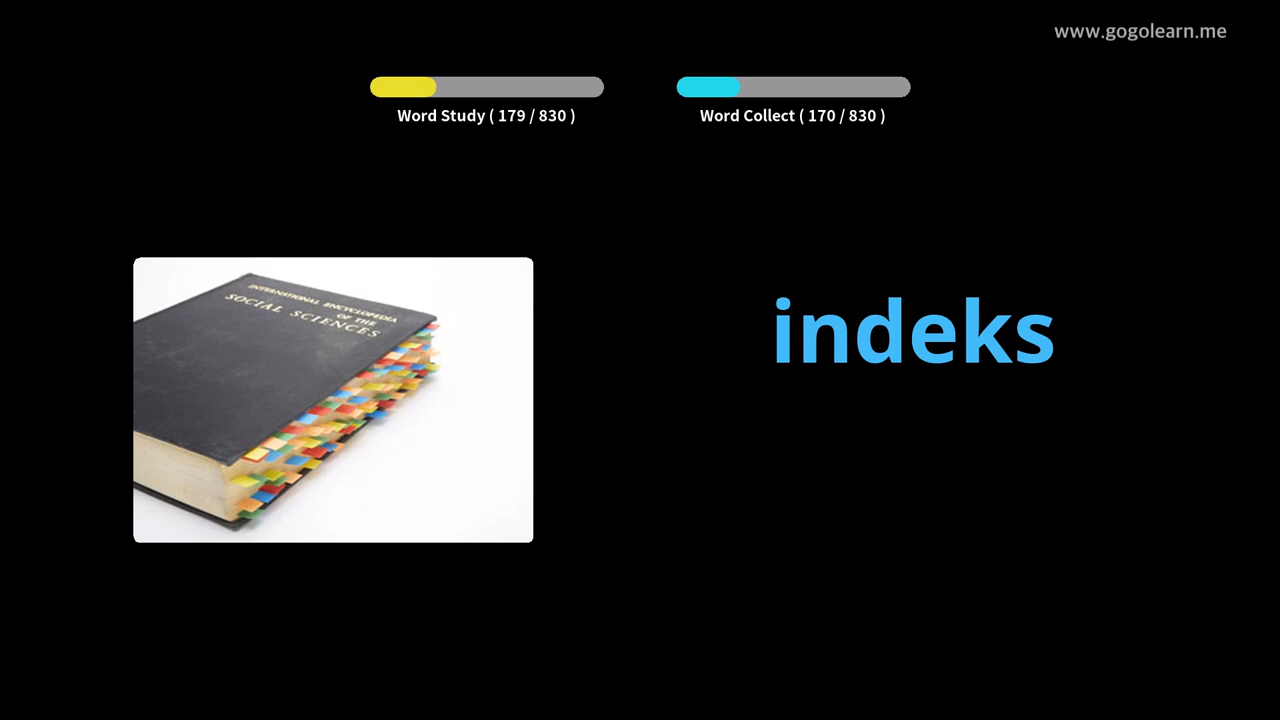 www.gogolearn.me
Word Study ( 179 / 830 )
Word Collect ( 170 / 830 )
INTERNATIONAL ENCYCLOPEDIA
OF THE
SOCIAL SCIENCES
indeks